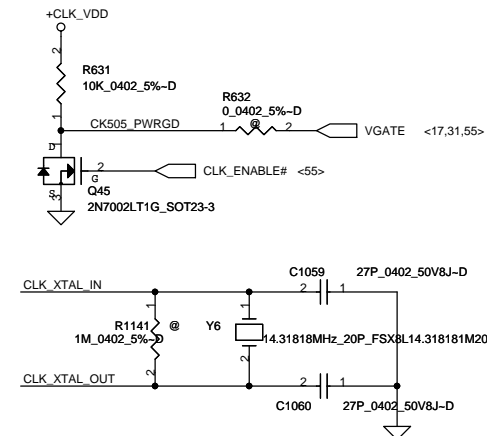 +CLK_VDD
2
R631
10K_0402_5%~D
1
R632
0_0402_5%~D
@
CK505_PWRGD
1
2
VGATE <17,31,55>
D
2
G
CLK_ENABLE# <55>
S
3
Q45
2N7002LT1G_SOT23-3
C1059
27P_0402_50V8J~D
CLK_XTAL_IN
2
1
1
1
R1141
@
1M_0402_5%~D
Y6
14.31818MHz_20P_FSX8L14.318181M20
2
2
CLK_XTAL_OUT
2
1
C1060
27P_0402_50V8J~D